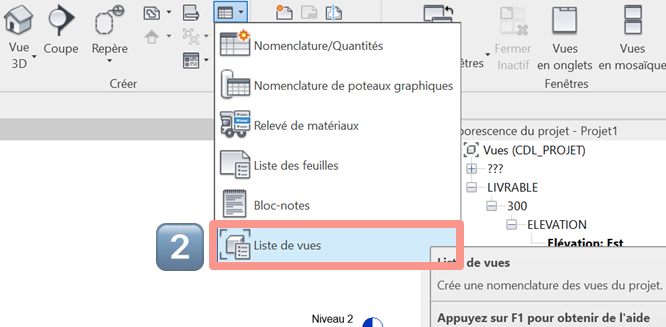 Vue
3D
Coupe
Repère
Créer
Nomenclature/Quantités
Nomenclature de poteaux graphiques
Relevé de matériaux
Liste des feuilles
Bloc-notes
2
Liste de vues
Fermer
Inactif
Vues
en onglets
Vues
en mosaïque
Fenêtres
orescence du projet - Projet1
Vues (CDL_PROJET)
???
LIVRABLE
300
ELEVATION
Elévation: Est
Liste de vues
Crée une nomenclature des vues du projet.
Appuyez sur F1 pour obtenir de l'aide
Niveau 2